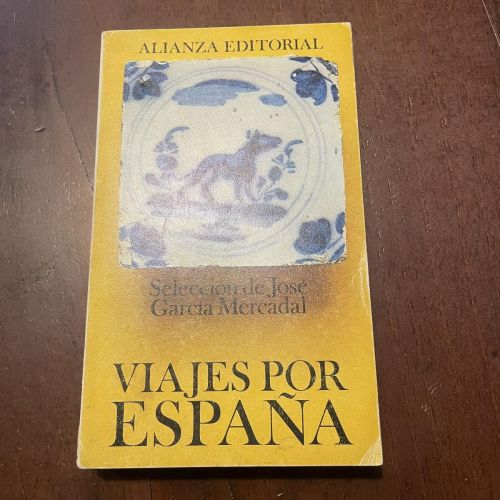 ALIANZA EDITORIAL
Selección de José
García Mercadal
VIAJES POR
ESPAÑA